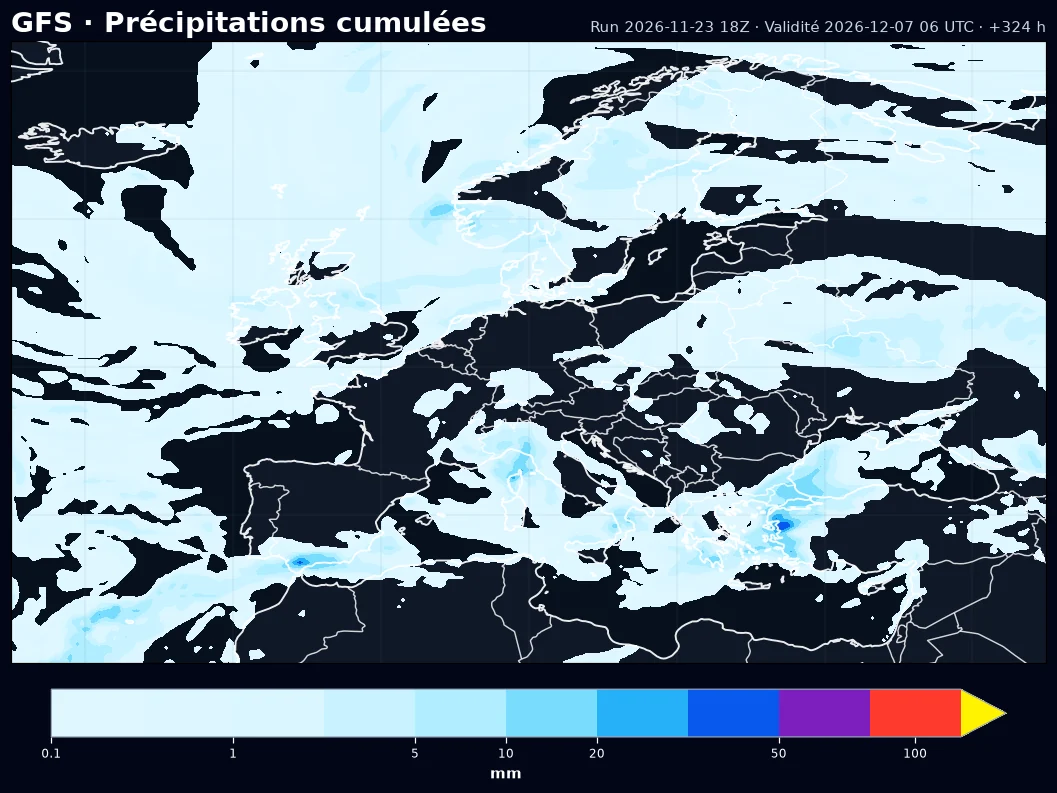 GFS · Précipitations cumulées
Run 2026-11-23 18Z · Validité 2026-12-07 06 UTC · +324 h
0.1 1 5 10 20 50 100
mm